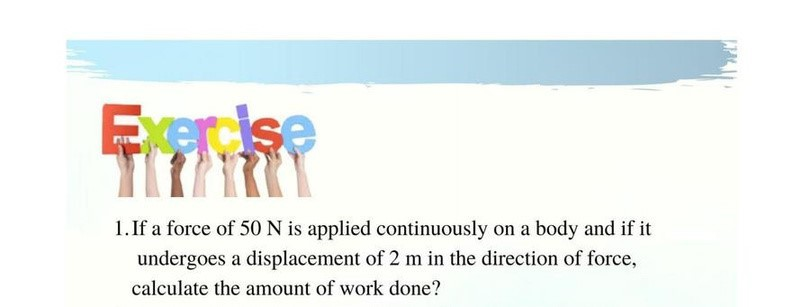 Exercise
1. If a force of 50 N is applied continuously on a body and if it
undergoes a displacement of 2 m in the direction of force,
calculate the amount of work done?